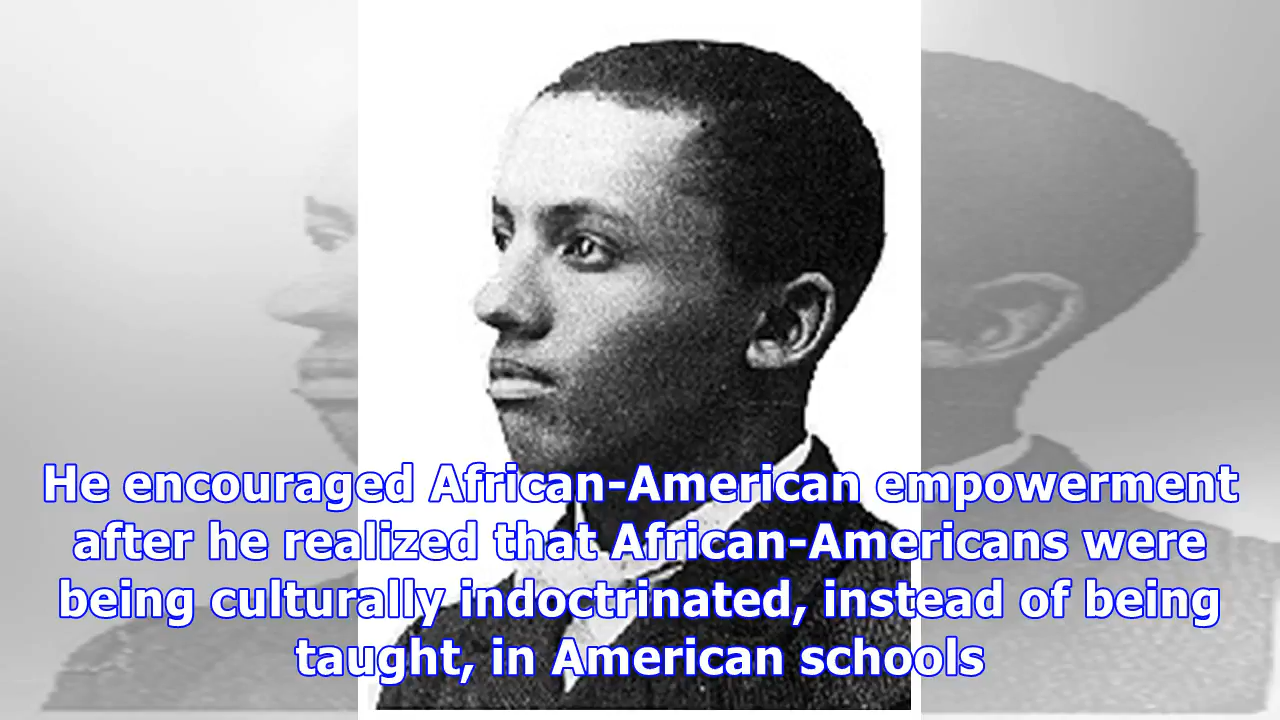 He encouraged African-American empowerment
after he realized that African-Americans were
being culturally indoctrinated, instead of being
taught, in American schools